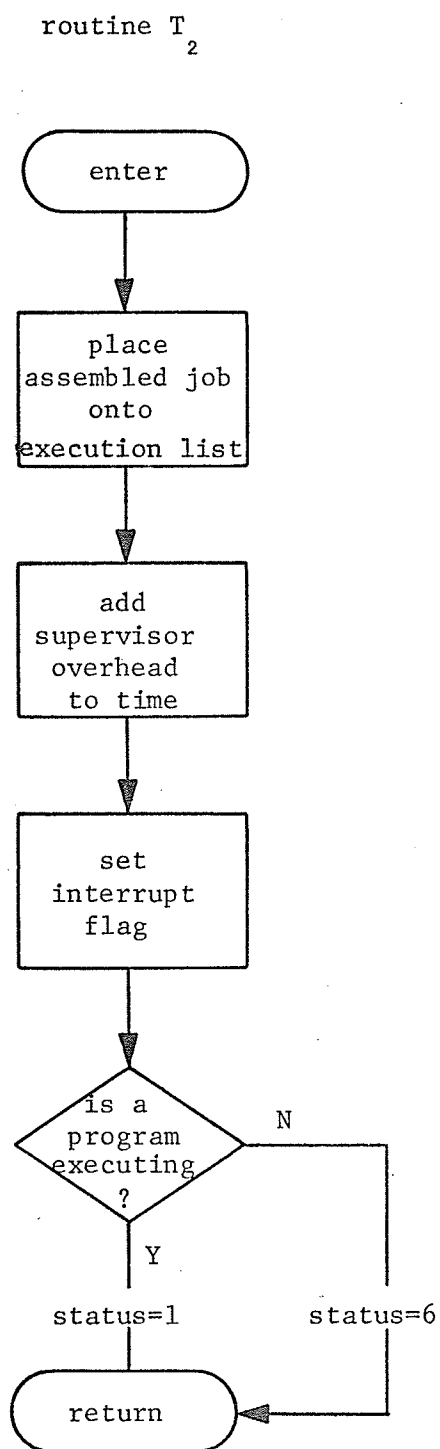 routine T₂
enter
place
assembled job
onto
execution list
add
supervisor
overhead
to time
set
interrupt
flag
is a
program
executing
?
N
Y
status=1
status=6
return